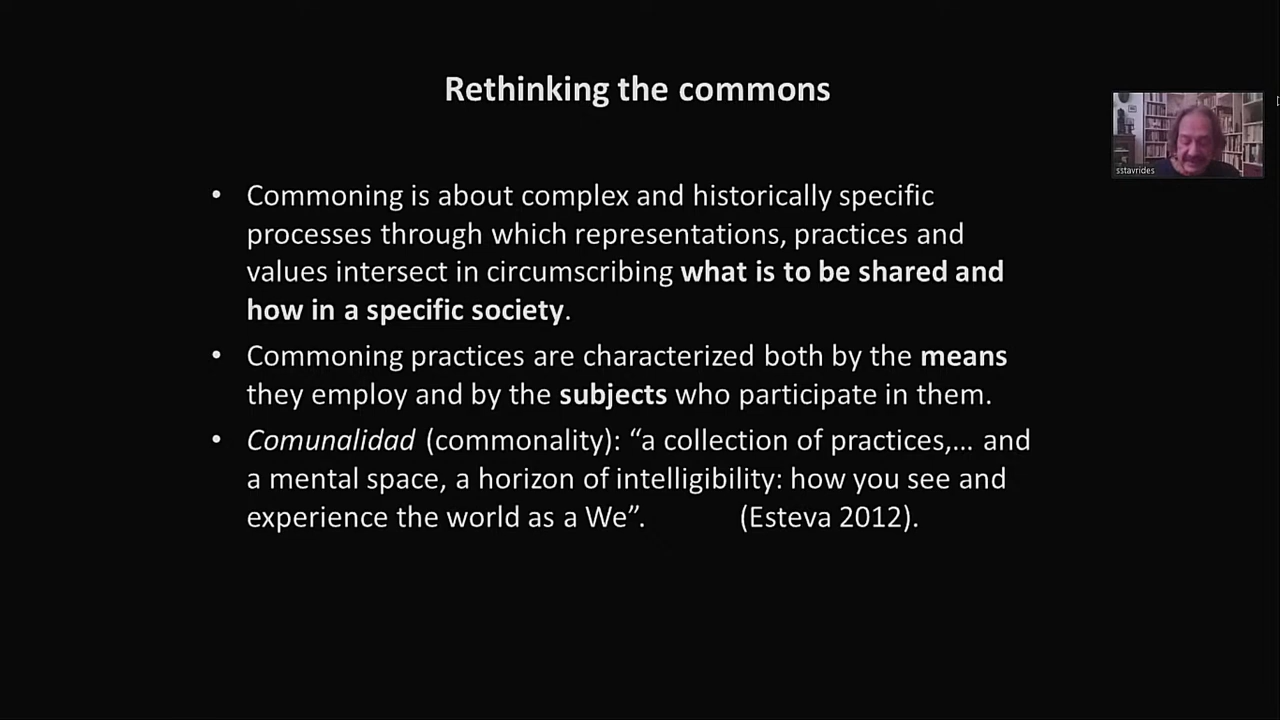 Rethinking the commons
sstavrides
• Commoning is about complex and historically specific
processes through which representations, practices and
values intersect in circumscribing what is to be shared and
how in a specific society.
• Commoning practices are characterized both by the means
they employ and by the subjects who participate in them.
• Comunalidad (commonality): “a collection of practices,... and
a mental space, a horizon of intelligibility: how you see and
experience the world as a We”. (Esteva 2012).